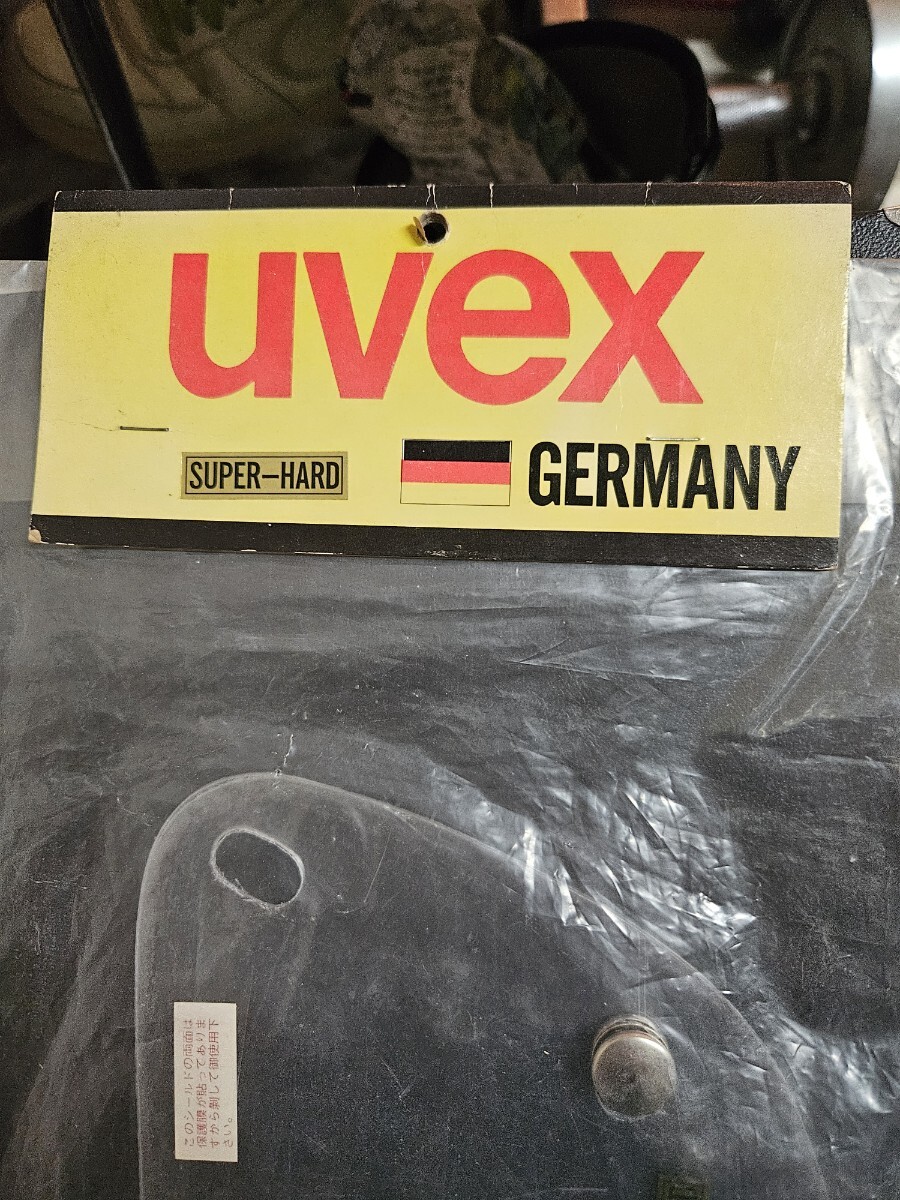 uvex
SUPER-HARD
GERMANY
このシールドの両面は
保護膜が貼ってありま
すから剝して御使用下
さい。